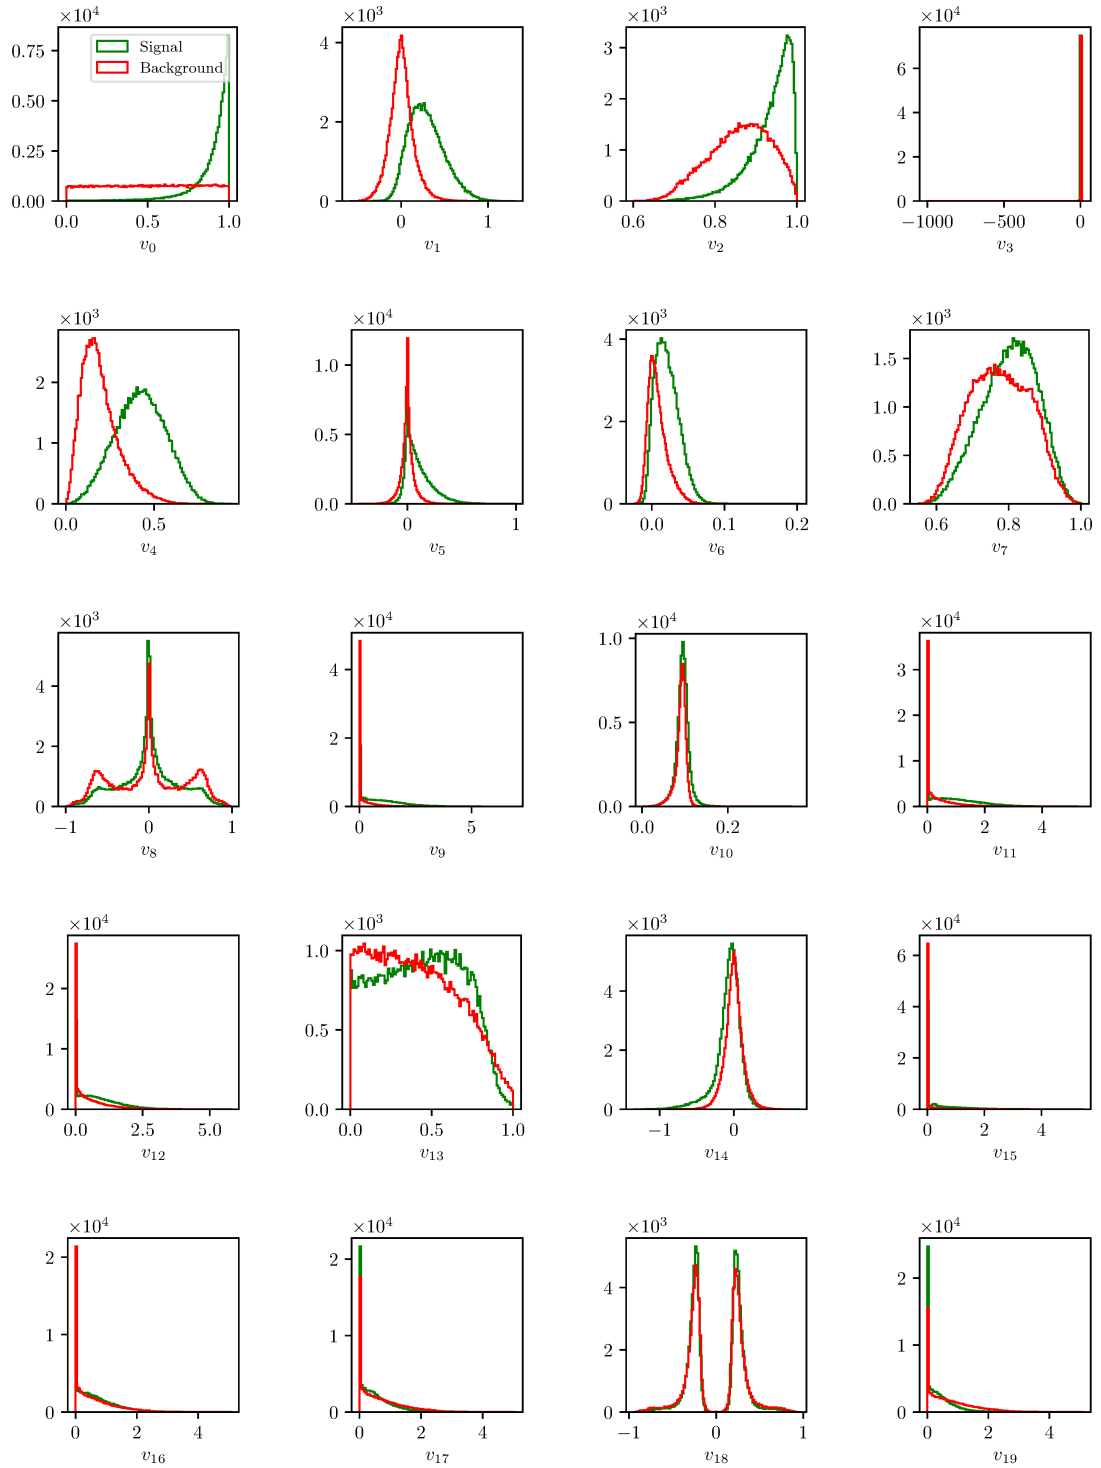 ×10⁴ ×10³ ×10³ ×10⁴
Signal
Background
0.75 4 3 6
0.50 2 4
0.25 2 1 2
0.00 0 0 0
0.0 0.5 1.0 0 1 0.6 0.8 1.0 −1000 −500 0
v₀ v₁ v₂ v₃
×10³ ×10⁴ ×10³ ×10³
2 1.0 4 1.5
1 0.5 2 1.0
0.5
0 0.0 0 0.0
0.0 0.5 0 1 0.0 0.1 0.2 0.6 0.8 1.0
v₄ v₅ v₆ v₇
×10³ ×10⁴ ×10⁴ ×10⁴
4 4 1.0 3
2 2 0.5 2
1
0 0 0.0 0
−1 0 1 0 5 0.0 0.2 0 2 4
v₈ v₉ v₁₀ v₁₁
×10⁴ ×10³ ×10³ ×10⁴
2 1.0 4 6
1 0.5 2 4
2
0 0.0 0 0
0.0 2.5 5.0 0.0 0.5 1.0 −1 0 0 2 4
v₁₂ v₁₃ v₁₄ v₁₅
×10⁴ ×10⁴ ×10³ ×10⁴
2 2 4 2
1 1 2 1
0 0 0 0
0 2 4 0 2 4 −1 0 1 0 2 4
v₁₆ v₁₇ v₁₈ v₁₉